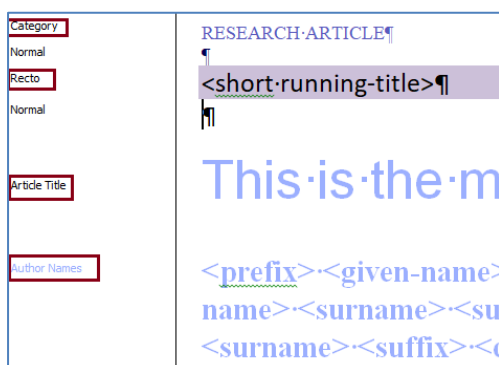 Category
RESEARCH·ARTICLE¶
Normal
¶
Recto
<short·running-title>¶
Normal
¶
Article Title
This·is·the·m
Author Names
<prefix>·<given-name>
name>·<surname>·<su
<surname>·<suffix>·<